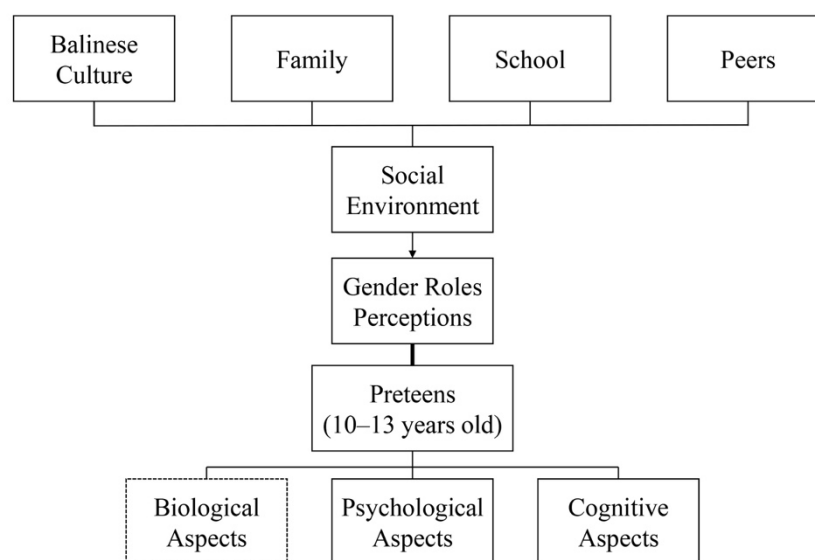 Balinese
Culture
Family
School
Peers
Social
Environment
Gender Roles
Perceptions
Preteens
(10–13 years old)
Biological
Aspects
Psychological
Aspects
Cognitive
Aspects